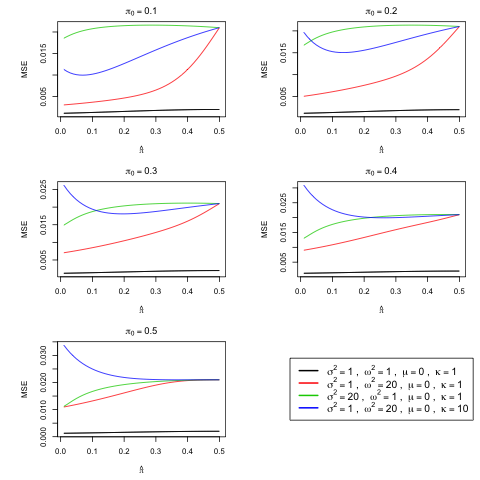 π₀ = 0.1
MSE
0.005 0.015
0.0 0.1 0.2 0.3 0.4 0.5
π̂
π₀ = 0.2
MSE
0.005 0.015
0.0 0.1 0.2 0.3 0.4 0.5
π̂
π₀ = 0.3
MSE
0.005 0.015 0.025
0.0 0.1 0.2 0.3 0.4 0.5
π̂
π₀ = 0.4
MSE
0.005 0.015 0.025
0.0 0.1 0.2 0.3 0.4 0.5
π̂
π₀ = 0.5
MSE
0.000 0.010 0.020 0.030
0.0 0.1 0.2 0.3 0.4 0.5
π̂
σ² = 1 , ω² = 1 , μ = 0 , κ = 1
σ² = 1 , ω² = 20 , μ = 0 , κ = 1
σ² = 20 , ω² = 1 , μ = 0 , κ = 1
σ² = 1 , ω² = 20 , μ = 0 , κ = 10